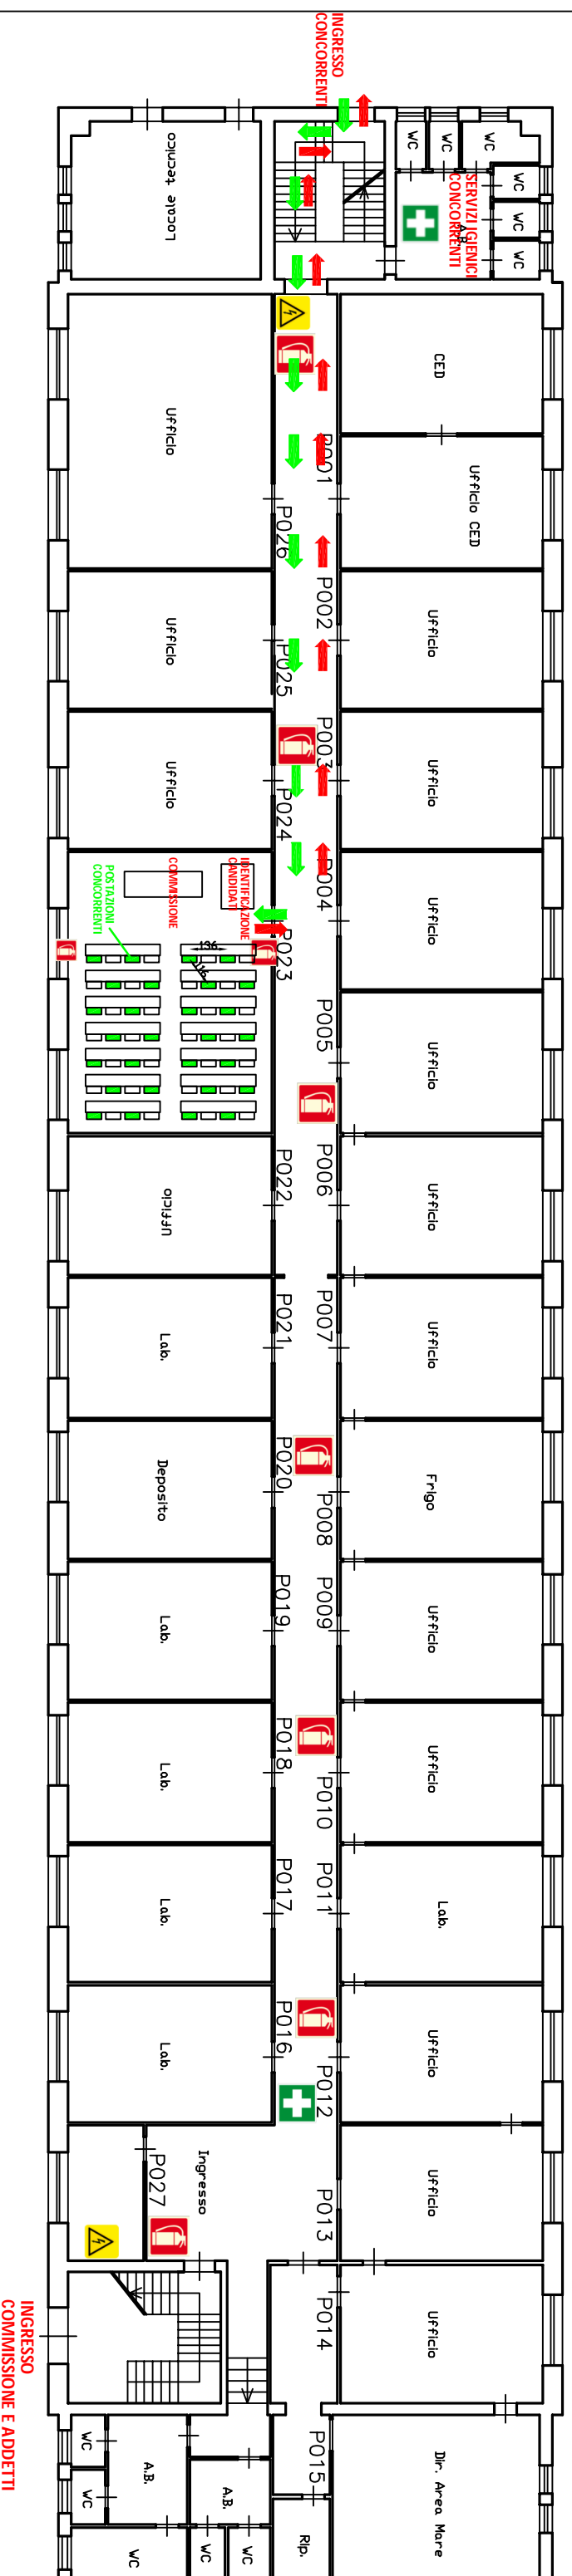 INGRESSO
CONCORRENTI
Locale tecnico
WC
WC
WC
WC
WC
WC
SERVIZI IGIENICI
CONCORRENTI
A.B.
CED
Ufficio
P001
Ufficio CED
P026
P002
Ufficio
Ufficio
P025
P003
Ufficio
Ufficio
P024
P004
Ufficio
IDENTIFICAZIONE
CANDIDATI
COMMISSIONE
POSTAZIONI
CONCORRENTI
136
116
P023
P005
Ufficio
P022
P006
Ufficio
Ufficio
P021
P007
Ufficio
Lab.
P020
P008
Frigo
Deposito
P019
P009
Ufficio
Lab.
P018
P010
Ufficio
Lab.
P017
P011
Lab.
Lab.
P016
P012
Ufficio
Lab.
Ingresso
P027
P013
Ufficio
P014
Ufficio
INGRESSO
COMMISSIONE E ADDETTI
P015
Dir. Area Mare
WC
WC
A.B.
A.B.
Rip.
WC
WC
WC